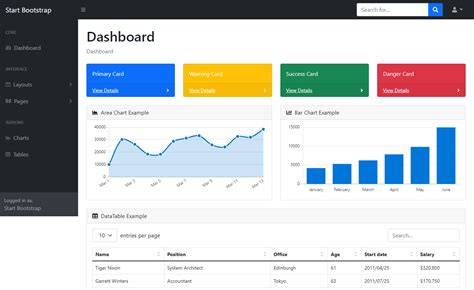 Start Bootstrap
Search for...
CORE
Dashboard
INTERFACE
Layouts
Pages
ADDONS
Charts
Tables
Logged in as:
Start Bootstrap
Dashboard
Dashboard
Primary Card
View Details
Warning Card
View Details
Success Card
View Details
Danger Card
View Details
Area Chart Example
40000
30000
20000
10000
0
Mar 1
Mar 3
Mar 5
Mar 7
Mar 9
Mar 11
Mar 13
Bar Chart Example
15000
10000
5000
0
January
February
March
April
May
June
DataTable Example
10 entries per page
Search...
Name Position Office Age Start date Salary
Tiger Nixon System Architect Edinburgh 61 2011/04/25 $320,800
Garrett Winters Accountant Tokyo 63 2011/07/25 $170,750